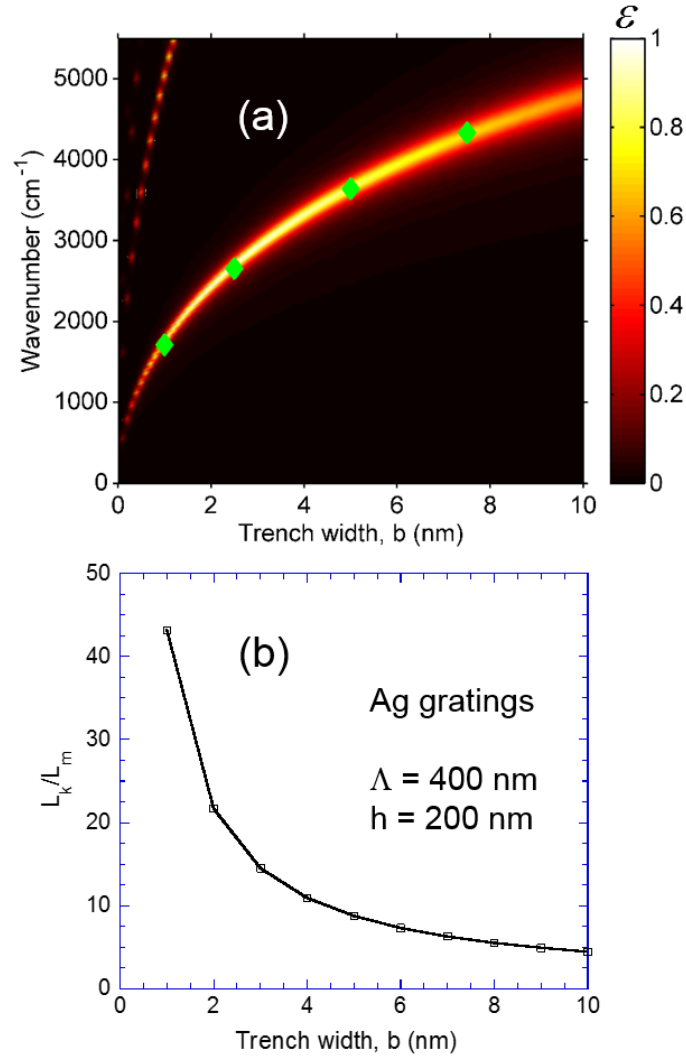 ε
(a)
5000
4000
3000
2000
1000
0
Wavenumber (cm⁻¹)
0 2 4 6 8 10
Trench width, b (nm)
1
0.8
0.6
0.4
0.2
0
50
40
30
20
10
0
L_k/L_m
(b)
Ag gratings
Λ = 400 nm
h = 200 nm
0 2 4 6 8 10
Trench width, b (nm)